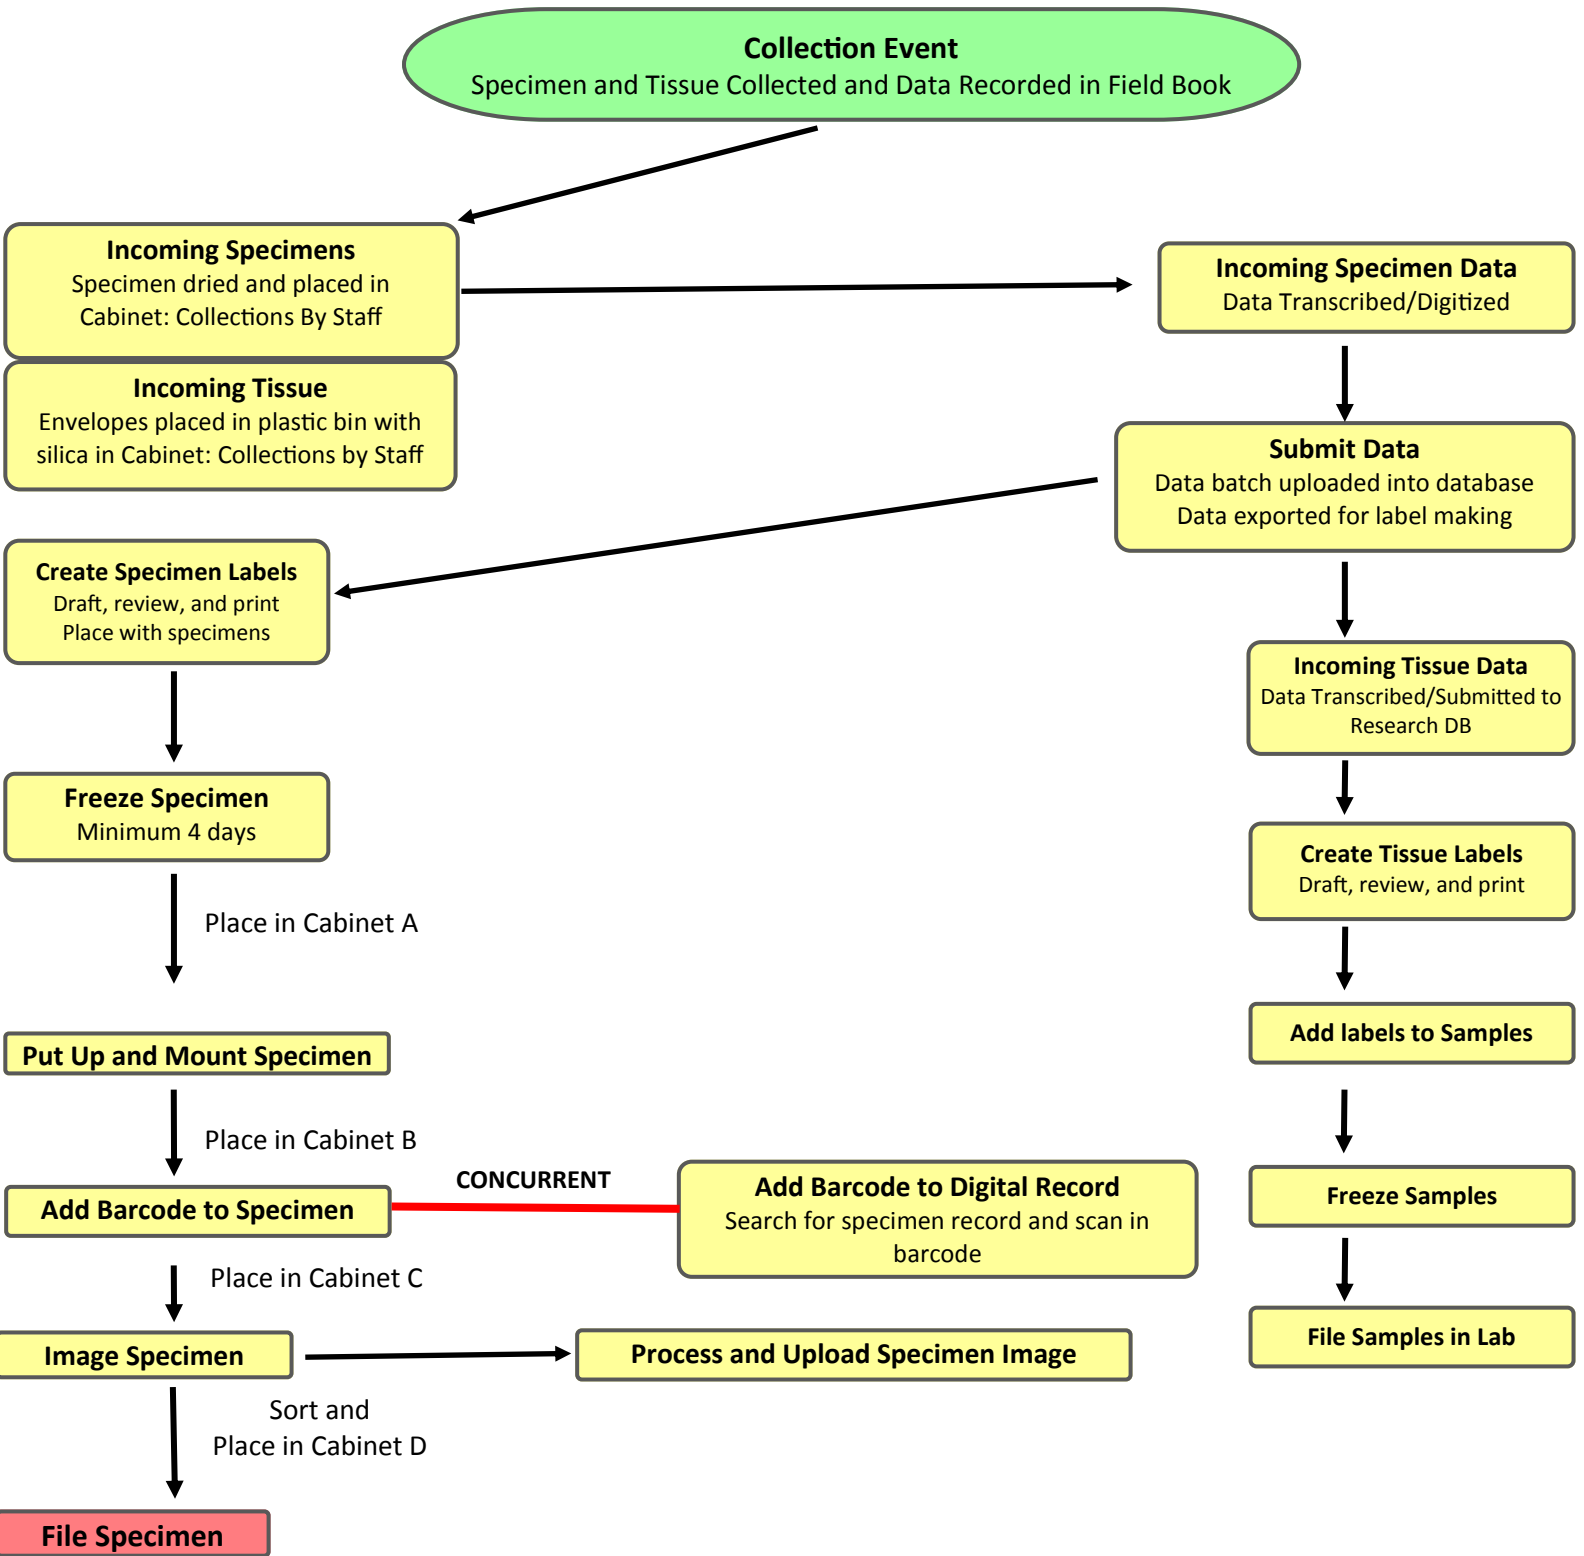 Collection Event
Specimen and Tissue Collected and Data Recorded in Field Book
Incoming Specimens
Specimen dried and placed in
Cabinet: Collections By Staff
Incoming Tissue
Envelopes placed in plastic bin with
silica in Cabinet: Collections by Staff
Incoming Specimen Data
Data Transcribed/Digitized
Submit Data
Data batch uploaded into database
Data exported for label making
Create Specimen Labels
Draft, review, and print
Place with specimens
Incoming Tissue Data
Data Transcribed/Submitted to
Research DB
Freeze Specimen
Minimum 4 days
Create Tissue Labels
Draft, review, and print
Place in Cabinet A
Add labels to Samples
Put Up and Mount Specimen
Place in Cabinet B
CONCURRENT
Add Barcode to Specimen
Add Barcode to Digital Record
Search for specimen record and scan in
barcode
Freeze Samples
Place in Cabinet C
Image Specimen
Process and Upload Specimen Image
File Samples in Lab
Sort and
Place in Cabinet D
File Specimen